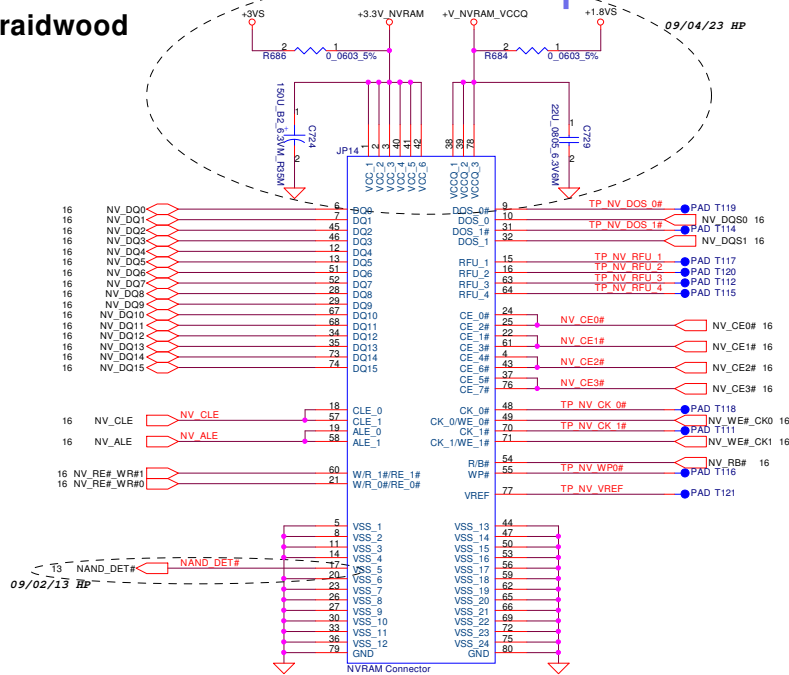 raidwood
+3VS +3.3V_NVRAM +V_NVRAM_VCCQ +1.8VS
09/04/23 HP
R686 2 1 0_0603_5% R684 2 1 0_0603_5%
150U_B2_6.3VM_R35M C724 1 2
22U_0805_6.3V6M C729 1 2
JP14
1 2 3 40 41 42 38 39 78
VCC_1 VCC_2 VCC_3 VCC_4 VCC_5 VCC_6 VCCQ_1 VCCQ_2
16 NV_DQ0 6 DQ0 DQS_0# 9 TP_NV_DOS_0# PAD T119
16 NV_DQ1 7 DQ1 DOS_0 10 NV_DQS0 16
16 NV_DQ2 45 DQ2 DOS_1# 31 TP_NV_DOS_1# PAD T114
16 NV_DQ3 46 DQ3 DOS_1 32 NV_DQS1 16
16 NV_DQ4 12 DQ4
16 NV_DQ5 13 DQ5 RFU_1 15 TP_NV_RFU_1 PAD T117
16 NV_DQ6 51 DQ6 RFU_2 16 TP_NV_RFU_2 PAD T120
16 NV_DQ7 52 DQ7 RFU_3 63 TP_NV_RFU_3 PAD T112
16 NV_DQ8 28 DQ8 RFU_4 64 TP_NV_RFU_4 PAD T115
16 NV_DQ9 29 DQ9
16 NV_DQ10 67 DQ10 CE_0# 24
16 NV_DQ11 68 DQ11 CE_2# 25 NV_CE0# NV_CE0# 16
16 NV_DQ12 34 DQ12 CE_1# 22
16 NV_DQ13 35 DQ13 CE_3# 61 NV_CE1# NV_CE1# 16
16 NV_DQ14 73 DQ14 CE_4# 4
16 NV_DQ15 74 DQ15 CE_6# 43 NV_CE2# NV_CE2# 16
CE_5# 37
CE_7# 76 NV_CE3# NV_CE3# 16
18 CLE_0 CK_0# 48 TP_NV_CK_0# PAD T118
16 NV_CLE NV_CLE 57 CLE_1 CK_0/WE_0# 49 NV_WE#_CK0 16
19 ALE_0 CK_1# 70 TP_NV_CK_1# PAD T111
16 NV_ALE NV_ALE 58 ALE_1 CK_1/WE_1# 71 NV_WE#_CK1 16
R/B# 54 NV_RB# 16
16 NV_RE#_WR#1 60 W/R_1#/RE_1# WP# 55 TP_NV_WP0# PAD T116
16 NV_RE#_WR#0 21 W/R_0#/RE_0# VREF 77 TP_NV_VREF PAD T121
5 VSS_1 VSS_13 44
8 VSS_2 VSS_14 47
11 VSS_3 VSS_15 50
14 VSS_4 VSS_16 53
13 NAND_DET# NAND_DET# 17 VSS_5 VSS_17 56
20 VSS_6 VSS_18 59
23 VSS_7 VSS_19 62
26 VSS_8 VSS_20 65
27 VSS_9 VSS_21 66
30 VSS_10 VSS_22 69
33 VSS_11 VSS_23 72
36 VSS_12 VSS_24 75
79 GND GND 80
09/02/13 HP
NVRAM Connector